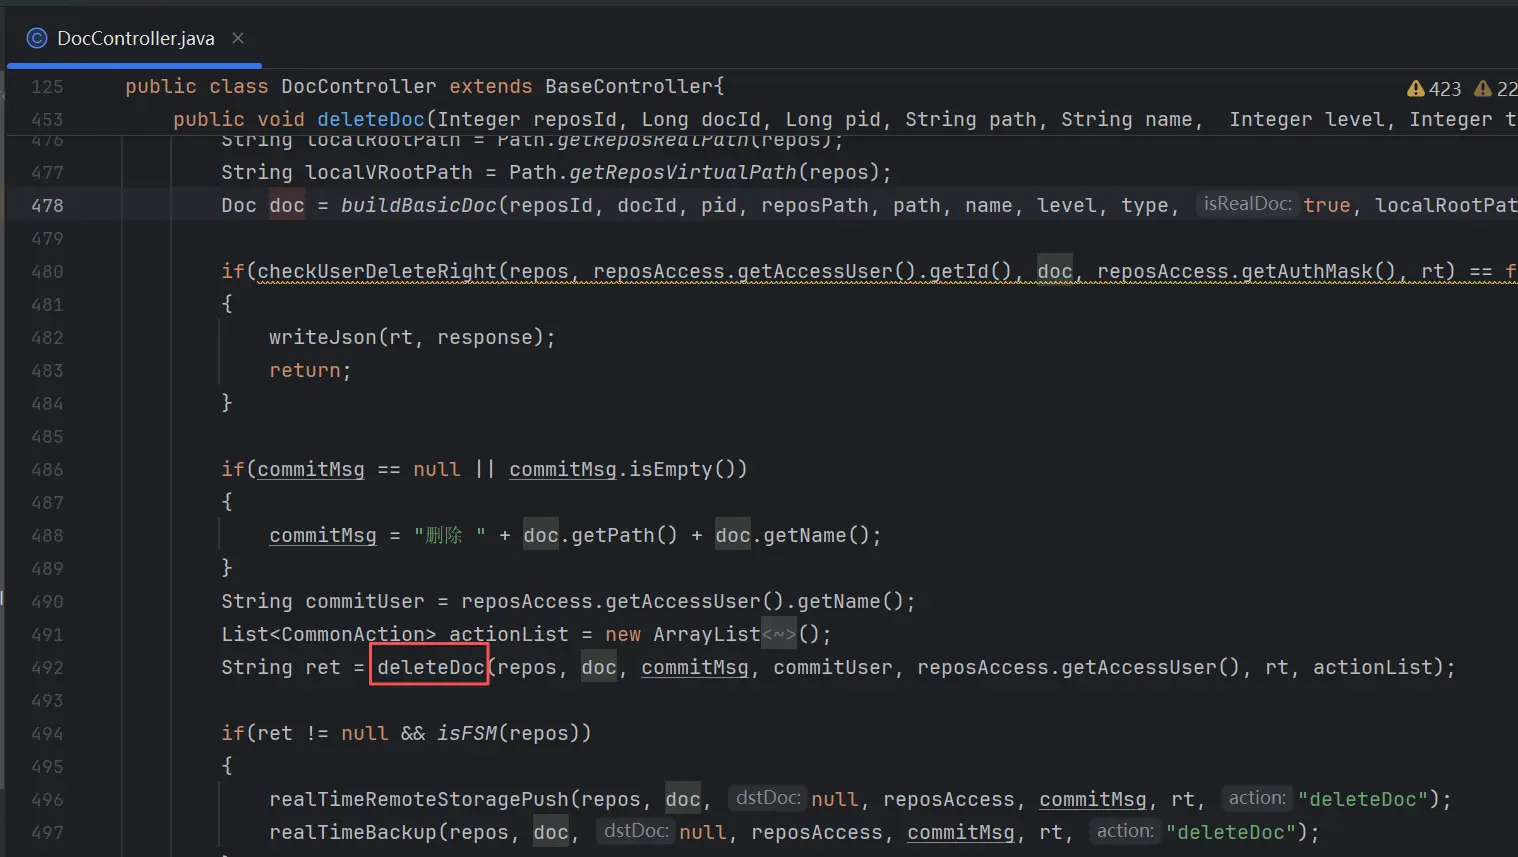 DocController.java
423 22
125 public class DocController extends BaseController{
453 public void deleteDoc(Integer reposId, Long docId, Long pid, String path, String name, Integer level, Integer t
476 String localRootPath = Path.getReposRealPath(repos);
477 String localVRootPath = Path.getReposVirtualPath(repos);
478 Doc doc = buildBasicDoc(reposId, docId, pid, reposPath, path, name, level, type, isRealDoc: true, localRootPat
479
480 if(checkUserDeleteRight(repos, reposAccess.getAccessUser().getId(), doc, reposAccess.getAuthMask(), rt) == f
481 {
482 writeJson(rt, response);
483 return;
484 }
485
486 if(commitMsg == null || commitMsg.isEmpty())
487 {
488 commitMsg = "删除 " + doc.getPath() + doc.getName();
489 }
490 String commitUser = reposAccess.getAccessUser().getName();
491 List<CommonAction> actionList = new ArrayList<~>();
492 String ret = deleteDoc(repos, doc, commitMsg, commitUser, reposAccess.getAccessUser(), rt, actionList);
493
494 if(ret != null && isFSM(repos))
495 {
496 realTimeRemoteStoragePush(repos, doc, dstDoc: null, reposAccess, commitMsg, rt, action: "deleteDoc");
497 realTimeBackup(repos, doc, dstDoc: null, reposAccess, commitMsg, rt, action: "deleteDoc");